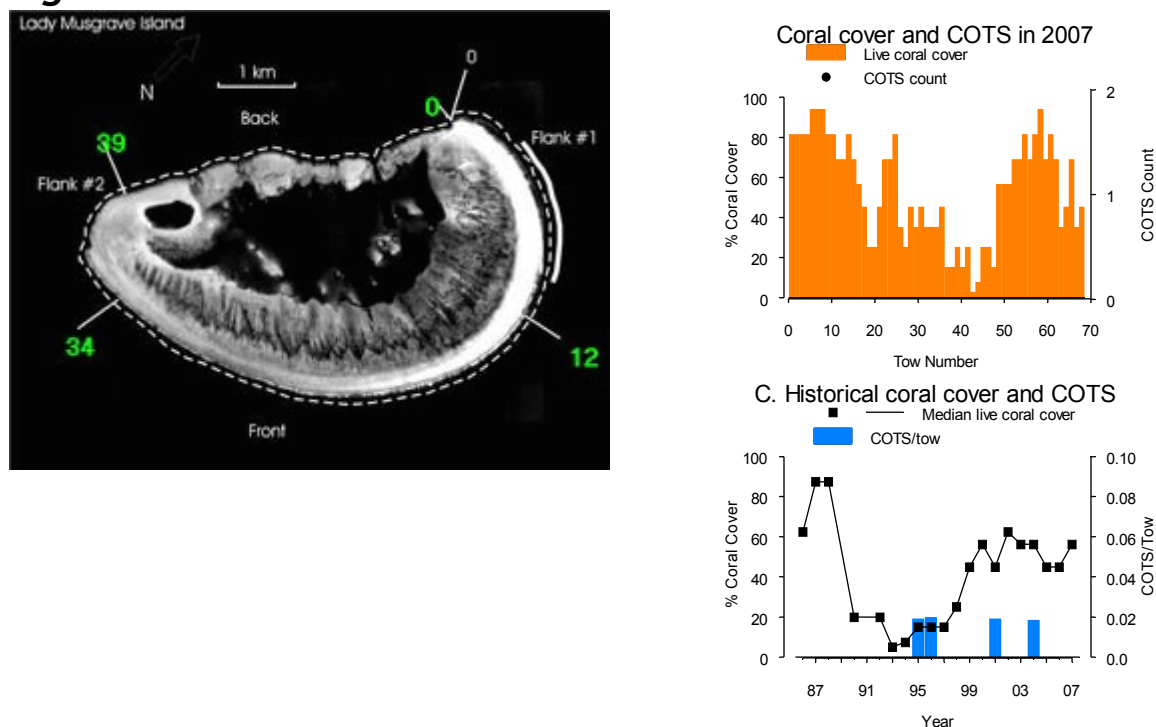 Lady Musgrave Island
N
1 km
0
0
Back
Flank #1
39
Flank #2
34
12
Front
Coral cover and COTS in 2007
Live coral cover
COTS count
100
80
60
40
20
0
% Coral Cover
2
1
0
COTS Count
0 10 20 30 40 50 60 70
Tow Number
C. Historical coral cover and COTS
Median live coral cover
COTS/tow
100
80
60
40
20
0
% Coral Cover
0.10
0.08
0.06
0.04
0.02
0.0
COTS/Tow
87 91 95 99 03 07
Year